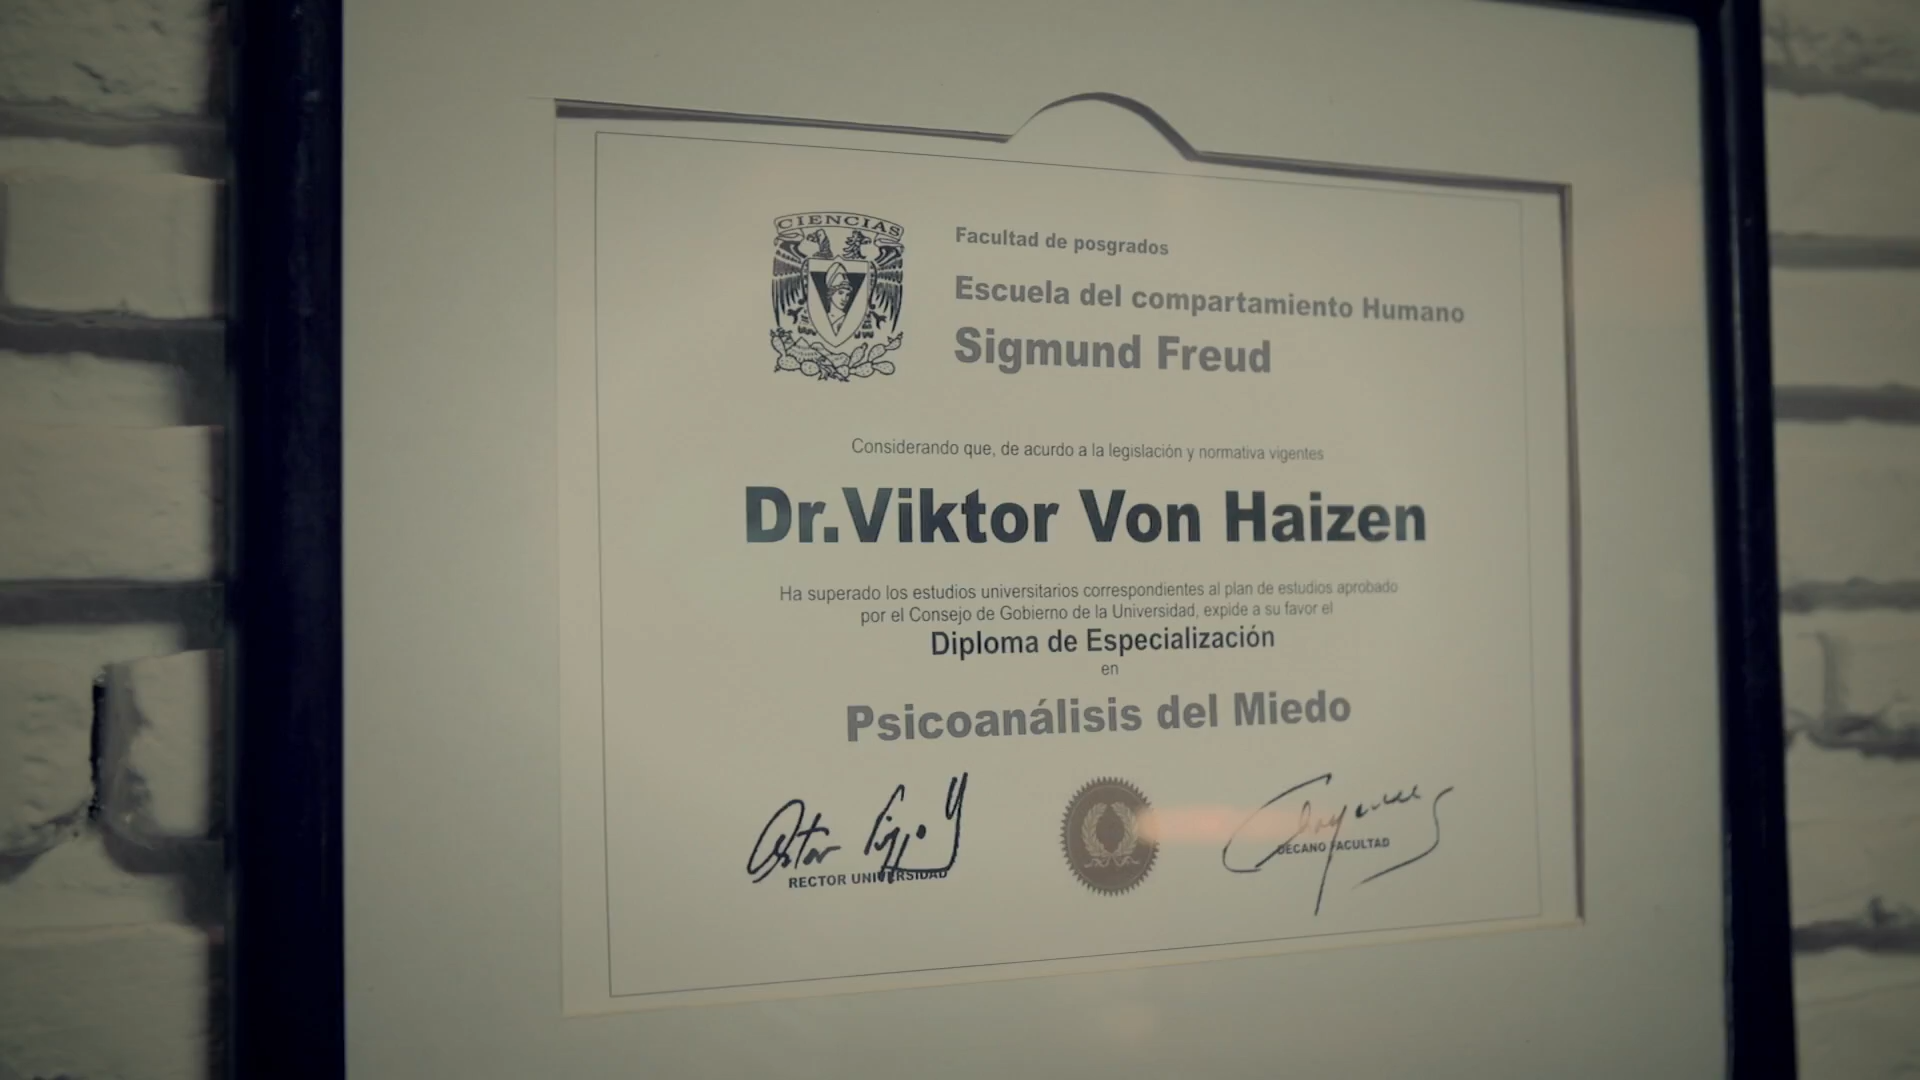 CIENCIAS
Facultad de posgrados
Escuela del compartamiento Humano
Sigmund Freud
Considerando que, de acurdo a la legislación y normativa vigentes
Dr.Viktor Von Haizen
Ha superado los estudios universitarios correspondientes al plan de estudios aprobado
por el Consejo de Gobierno de la Universidad, expide a su favor el
Diploma de Especialización
en
Psicoanálisis del Miedo
RECTOR UNIVERSIDAD
DECANO FACULTAD